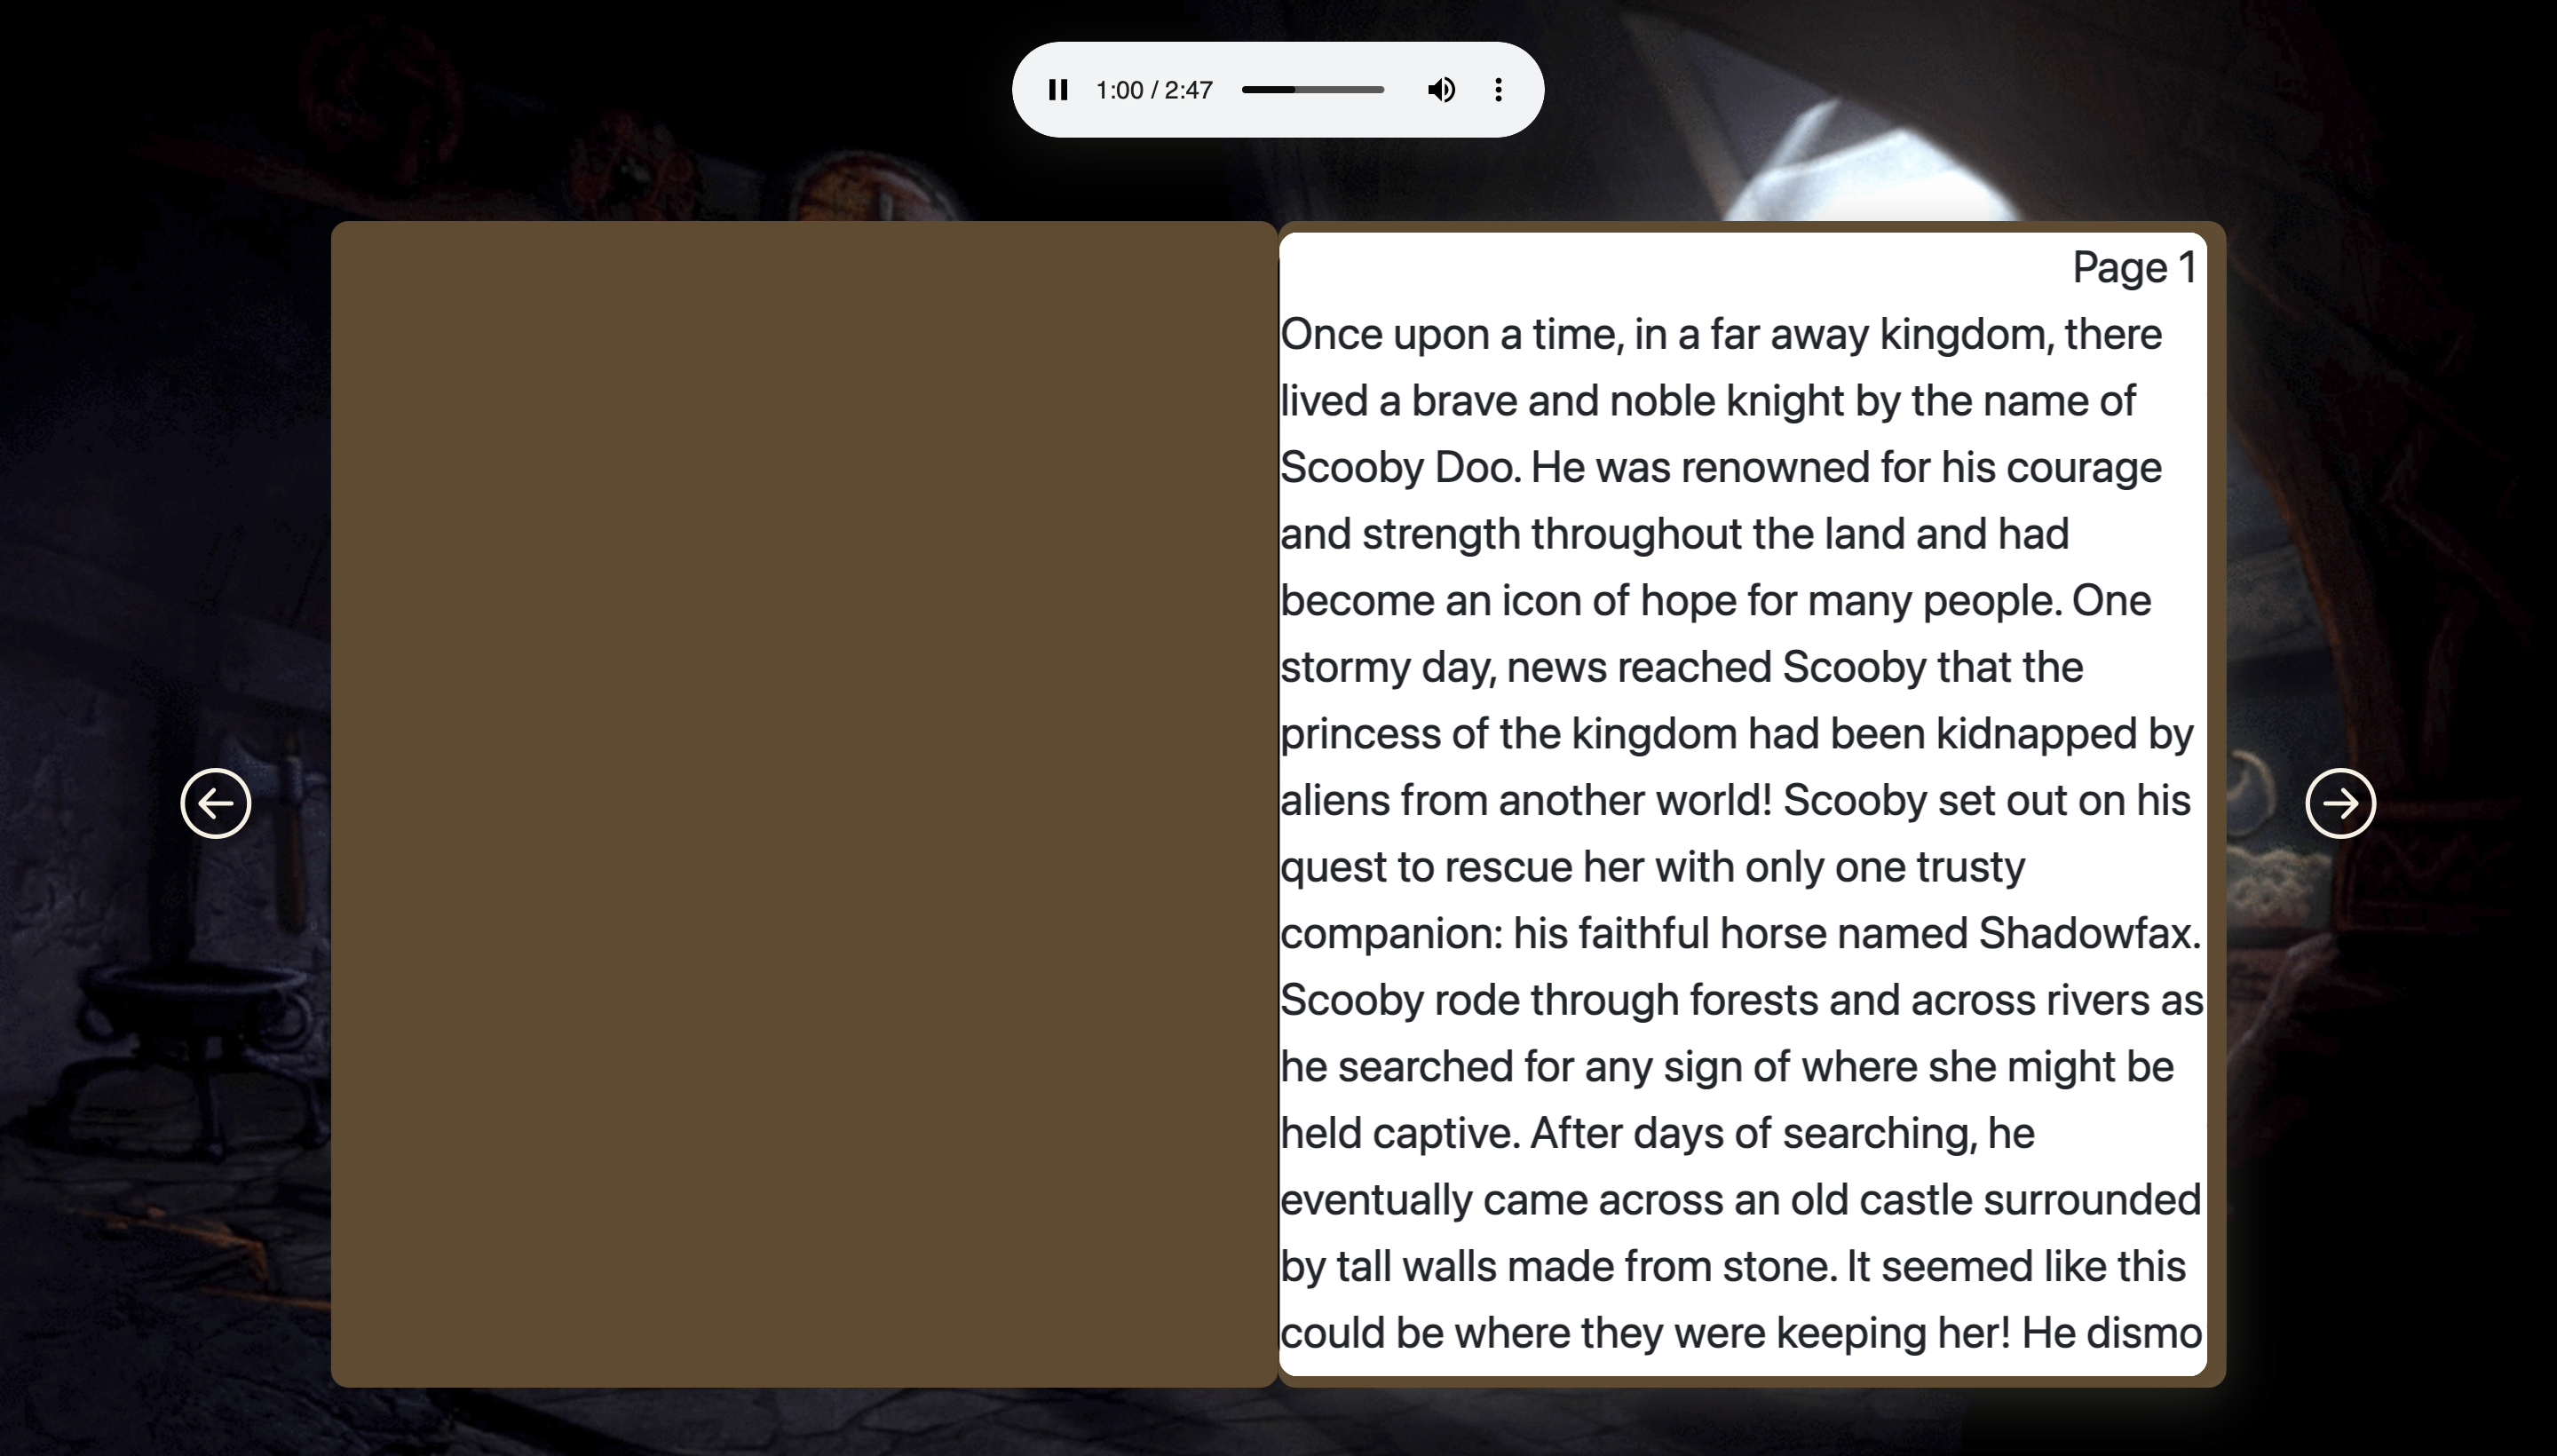 1:00 / 2:47
Page 1
Once upon a time, in a far away kingdom, there
lived a brave and noble knight by the name of
Scooby Doo. He was renowned for his courage
and strength throughout the land and had
become an icon of hope for many people. One
stormy day, news reached Scooby that the
princess of the kingdom had been kidnapped by
aliens from another world! Scooby set out on his
quest to rescue her with only one trusty
companion: his faithful horse named Shadowfax.
Scooby rode through forests and across rivers as
he searched for any sign of where she might be
held captive. After days of searching, he
eventually came across an old castle surrounded
by tall walls made from stone. It seemed like this
could be where they were keeping her! He dismo